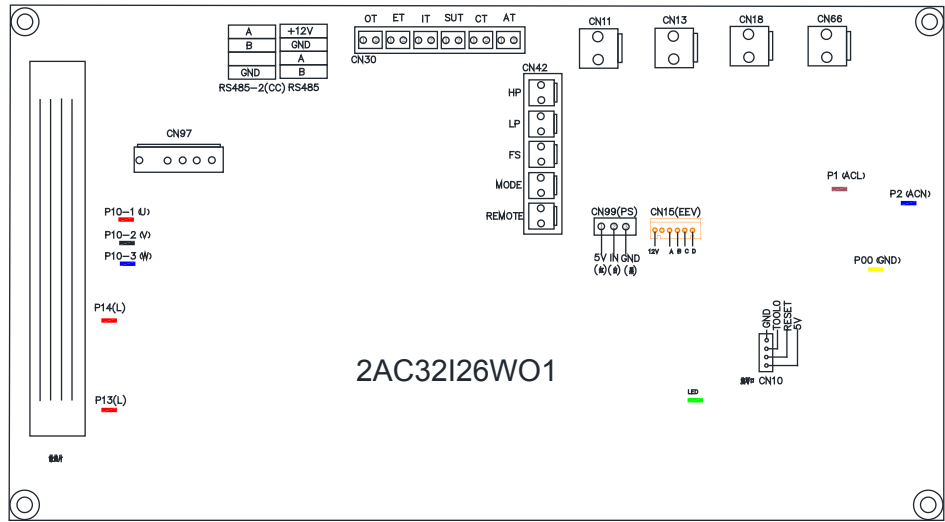 OT ET IT SUT CT AT
CN11
CN13
CN18
CN66
A +12V
B GND
A
GND B
RS485-2(CC) RS485
CN30
CN42
HP
LP
FS
MODE
REMOTE
CN97
P10-1 (U)
P10-2 (V)
P10-3 (W)
P14(L)
P13(L)
CN99(PS)
5V IN GND
CN15(EEV)
12V A B C D
P1 (ACL)
P2 (ACN)
P00 (GND)
GND
TOOL0
RESET
5V
CN10
LED
2AC32I26WO1